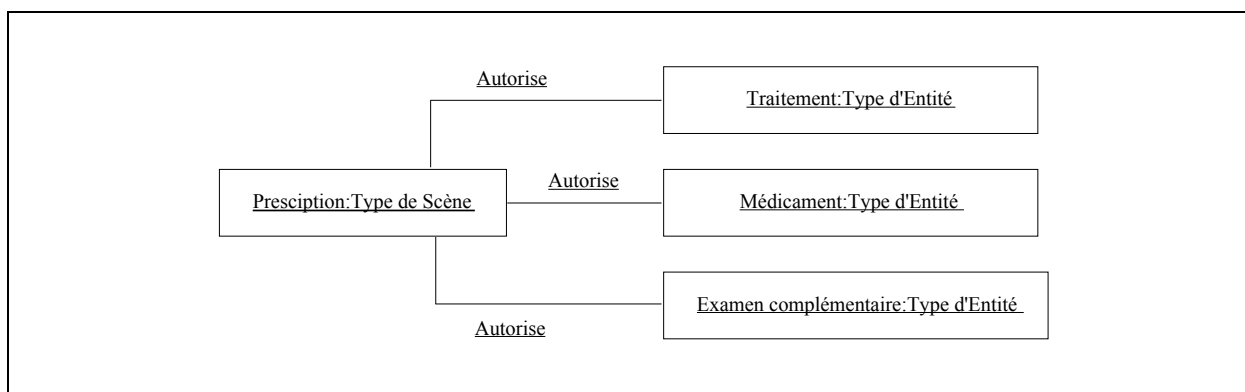 Autorise
Traitement:Type d'Entité
Presciption:Type de Scène
Autorise
Médicament:Type d'Entité
Examen complémentaire:Type d'Entité
Autorise